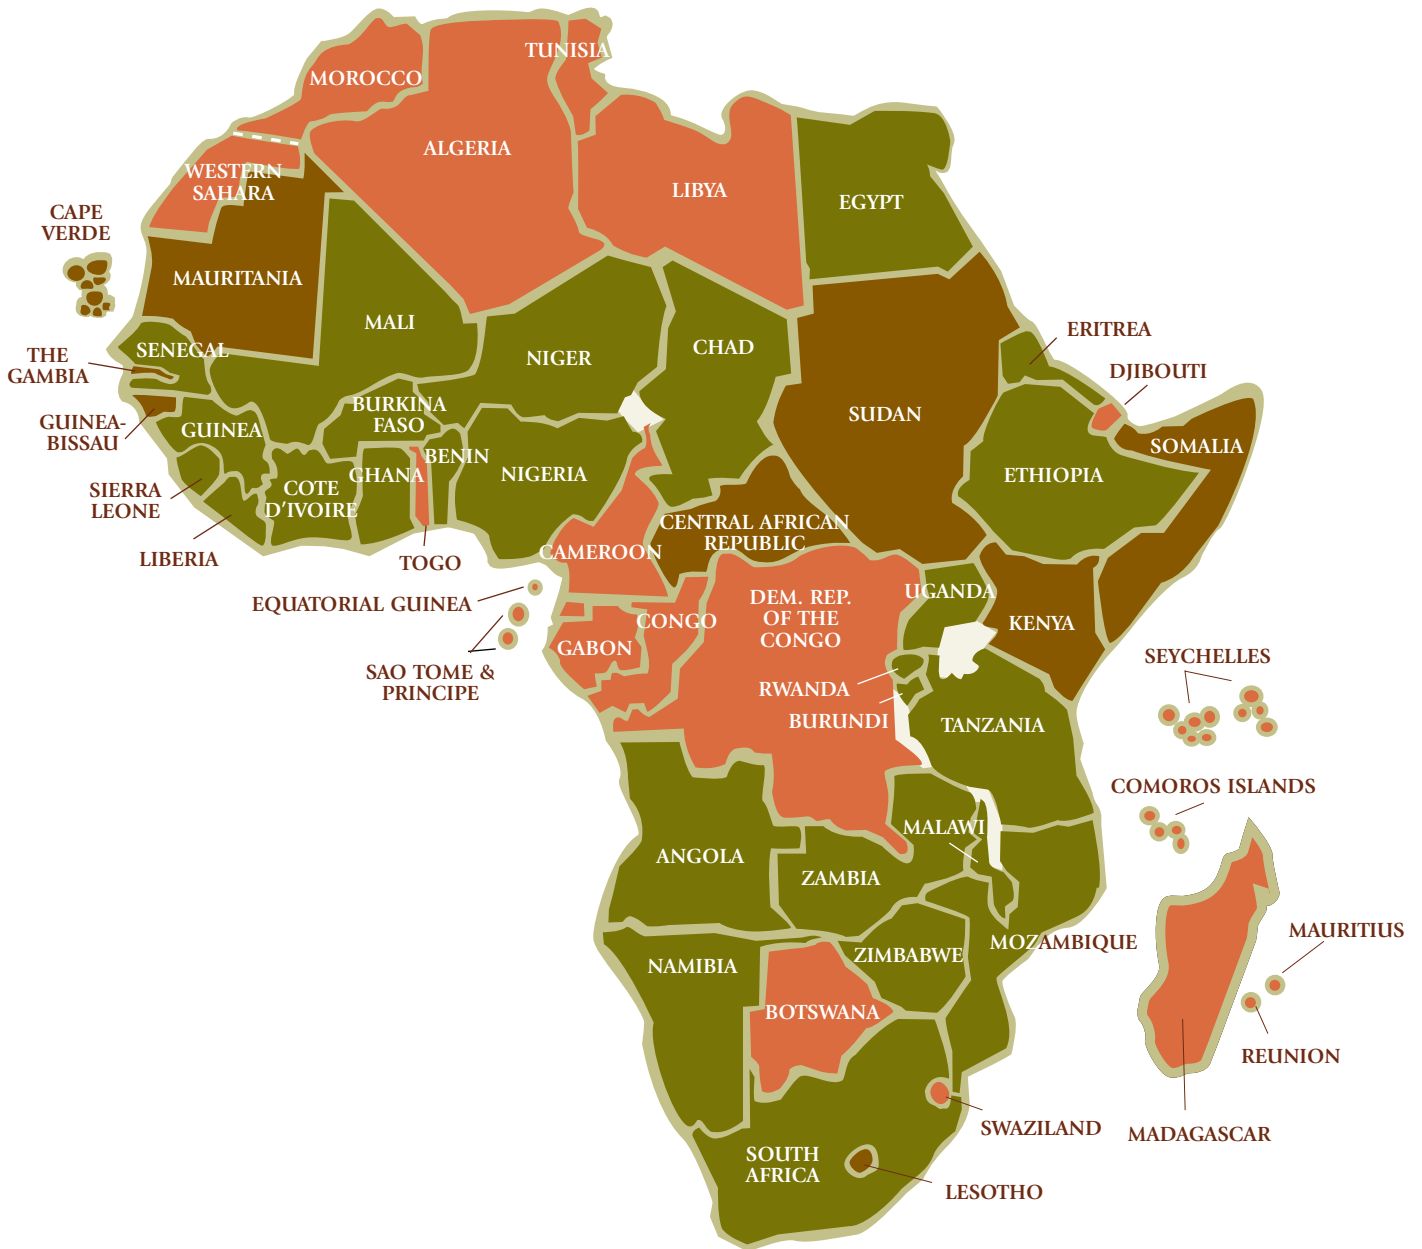 TUNISIA
MOROCCO
ALGERIA
WESTERN
SAHARA
LIBYA
EGYPT
CAPE
VERDE
MAURITANIA
MALI
NIGER
CHAD
SUDAN
ERITREA
DJIBOUTI
SENEGAL
THE
GAMBIA
GUINEA-
BISSAU
GUINEA
BURKINA
FASO
BENIN
GHANA
NIGERIA
ETHIOPIA
SOMALIA
SIERRA
LEONE
COTE
D'IVOIRE
LIBERIA
TOGO
CAMEROON
CENTRAL AFRICAN
REPUBLIC
EQUATORIAL GUINEA
GABON
CONGO
DEM. REP.
OF THE
CONGO
UGANDA
KENYA
SAO TOME &
PRINCIPE
RWANDA
BURUNDI
TANZANIA
SEYCHELLES
COMOROS ISLANDS
ANGOLA
ZAMBIA
MALAWI
MOZAMBIQUE
ZIMBABWE
NAMIBIA
BOTSWANA
MAURITIUS
REUNION
MADAGASCAR
SWAZILAND
SOUTH
AFRICA
LESOTHO